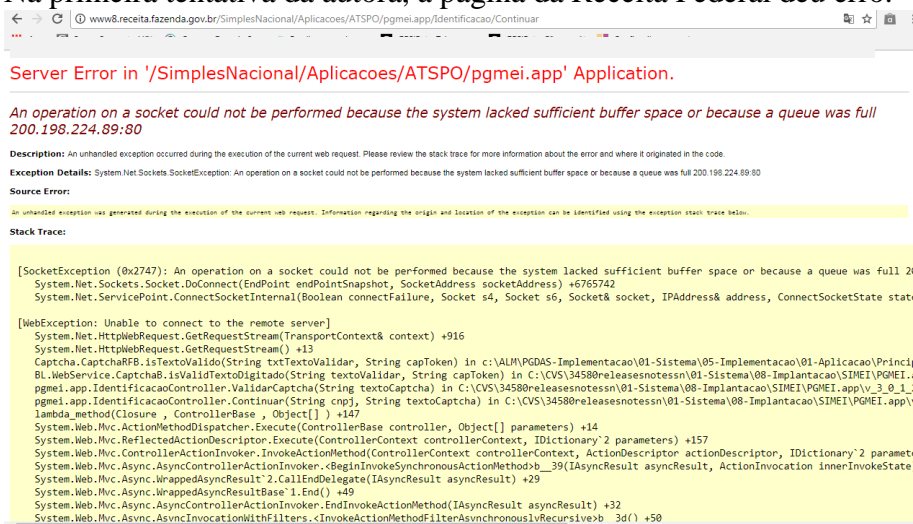 Na primeira tentativa da autora, a página da Receita Federal deu erro.
www8.receita.fazenda.gov.br/SimplesNacional/Aplicacoes/ATSPO/pgmei.app/Identificacao/Continuar
Server Error in '/SimplesNacional/Aplicacoes/ATSPO/pgmei.app' Application.
An operation on a socket could not be performed because the system lacked sufficient buffer space or because a queue was full
200.198.224.89:80
Description: An unhandled exception occurred during the execution of the current web request. Please review the stack trace for more information about the error and where it originated in the code.
Exception Details: System.Net.Sockets.SocketException: An operation on a socket could not be performed because the system lacked sufficient buffer space or because a queue was full 200.198.224.89:80
Source Error:
An unhandled exception was generated during the execution of the current web request. Information regarding the origin and location of the exception can be identified using the exception stack trace below.
Stack Trace:
[SocketException (0x2747): An operation on a socket could not be performed because the system lacked sufficient buffer space or because a queue was full 20
System.Net.Sockets.Socket.DoConnect(EndPoint endPointSnapshot, SocketAddress socketAddress) +6765742
System.Net.ServicePoint.ConnectSocketInternal(Boolean connectFailure, Socket s4, Socket s6, Socket& socket, IPAddress& address, ConnectSocketState state
[WebException: Unable to connect to the remote server]
System.Net.HttpWebRequest.GetRequestStream(TransportContext& context) +916
System.Net.HttpWebRequest.GetRequestStream() +13
Captcha.CaptchaRFB.isTextoValido(String txtTextoValidar, String capToken) in c:\ALM\PGDAS-Implementacao\01-Sistema\05-Implementacao\01-Aplicacao\Princip
BL.WebService.CaptchaB.isValidTextoDigitado(String textoValidar, String capToken) in C:\CVS\34580releasesnotessn\01-Sistema\08-Implantacao\SIMEI\PGMEI.a
pgmei.app.IdentificacaoController.ValidarCaptcha(String textoCaptcha) in C:\CVS\34580releasesnotessn\01-Sistema\08-Implantacao\SIMEI\PGMEI.app\v_3_0_1_
pgmei.app.IdentificacaoController.Continuar(String cnpj, String textoCaptcha) in C:\CVS\34580releasesnotessn\01-Sistema\08-Implantacao\SIMEI\PGMEI.app\v
lambda_method(Closure , ControllerBase , Object[] ) +147
System.Web.Mvc.ActionMethodDispatcher.Execute(ControllerBase controller, Object[] parameters) +14
System.Web.Mvc.ReflectedActionDescriptor.Execute(ControllerContext controllerContext, IDictionary`2 parameters) +157
System.Web.Mvc.ControllerActionInvoker.InvokeActionMethod(ControllerContext controllerContext, ActionDescriptor actionDescriptor, IDictionary`2 paramete
System.Web.Mvc.Async.AsyncControllerActionInvoker.<BeginInvokeSynchronousActionMethod>b__39(IAsyncResult asyncResult, ActionInvocation innerInvokeState
System.Web.Mvc.Async.WrappedAsyncResult`2.CallEndDelegate(IAsyncResult asyncResult) +29
System.Web.Mvc.Async.WrappedAsyncResultBase`1.End() +49
System.Web.Mvc.Async.AsyncControllerActionInvoker.EndInvokeActionMethod(IAsyncResult asyncResult) +32
System.Web.Mvc.Async.AsyncInvocationWithFilters.<InvokeActionMethodFilterAsynchronouslyRecursive>b__3d() +50